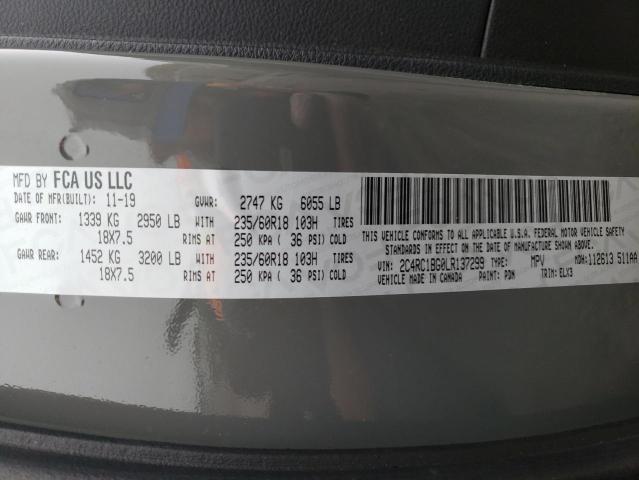 MFD BY FCA US LLC
DATE OF MFR(BUILT): 11-19 GVWR: 2747 KG 6055 LB
GAWR FRONT: 1339 KG 2950 LB WITH 235/60R18 103H TIRES
18X7.5 RIMS AT 250 KPA ( 36 PSI) COLD
GAWR REAR: 1452 KG 3200 LB WITH 235/60R18 103H TIRES
18X7.5 RIMS AT 250 KPA ( 36 PSI) COLD
THIS VEHICLE CONFORMS TO ALL APPLICABLE U.S.A. FEDERAL MOTOR VEHICLE SAFETY
STANDARDS IN EFFECT ON THE DATE OF MANUFACTURE SHOWN ABOVE.
VIN: 2C4RC1BG0LR137299 TYPE: MPV MDH: 112613 511AA
VEHICLE MADE IN CANADA PAINT: PDN TRIM: ELX3